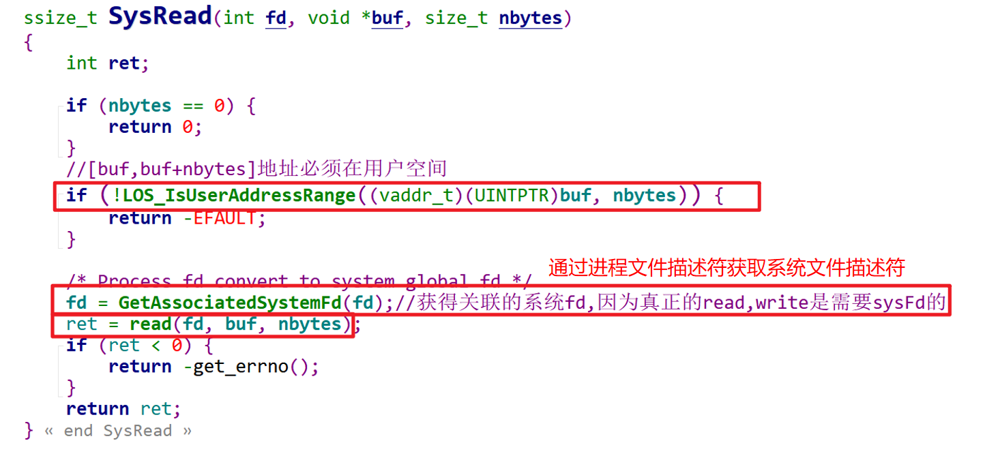 ssize_t SysRead(int fd, void *buf, size_t nbytes)
{
    int ret;
    if (nbytes == 0) {
        return 0;
    }
    //[buf,buf+nbytes]地址必须在用户空间
    if (!LOS_IsUserAddressRange((vaddr_t)(UINTPTR)buf, nbytes)) {
        return -EFAULT;
    }
通过进程文件描述符获取系统文件描述符
    /* Process fd convert to system global fd */
    fd = GetAssociatedSystemFd(fd);//获得关联的系统fd,因为真正的read,write是需要sysFd的
    ret = read(fd, buf, nbytes);
    if (ret < 0) {
        return -get_errno();
    }
    return ret;
} « end SysRead »